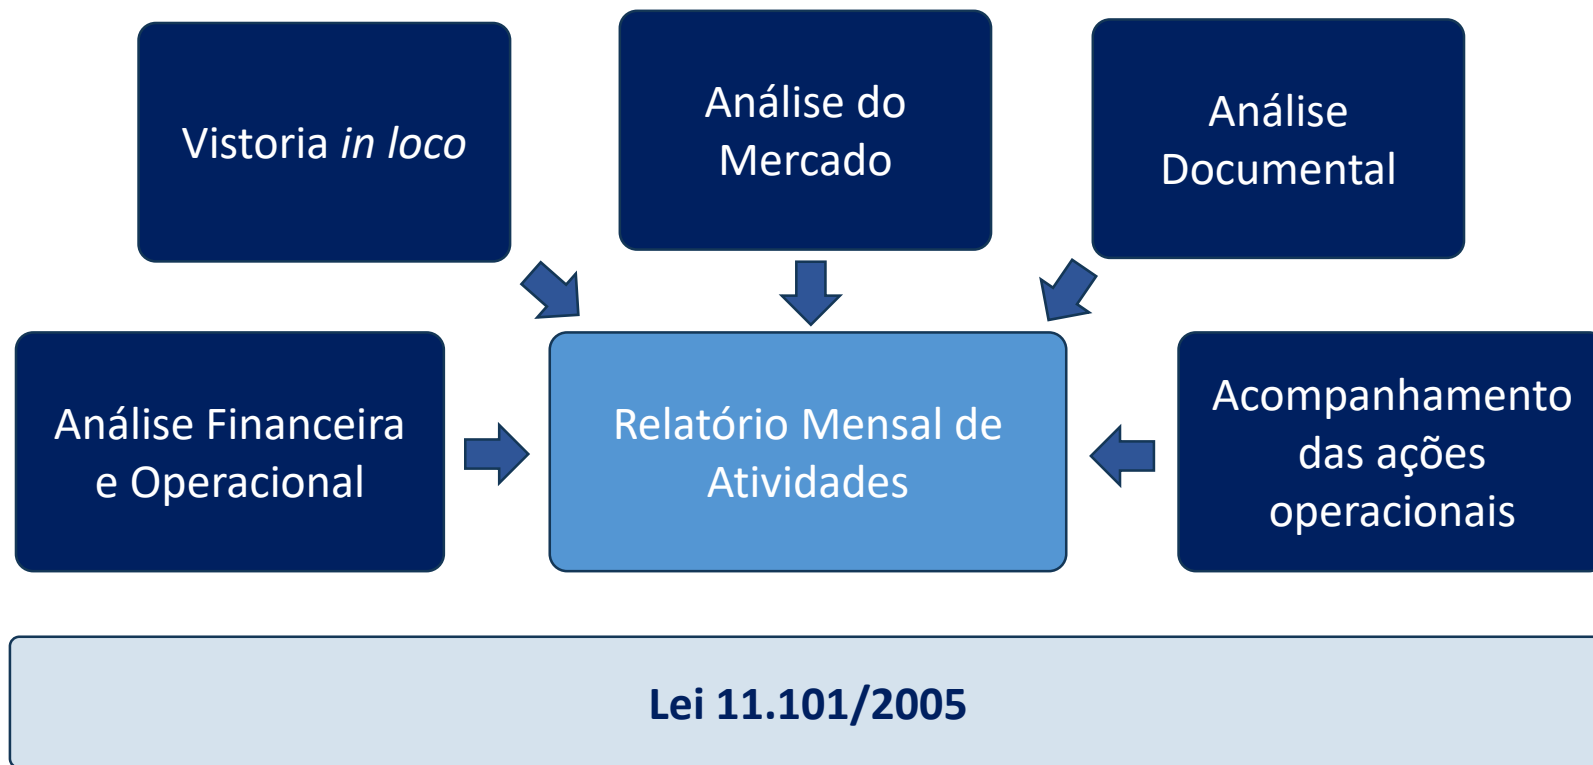 Vistoria in loco
Análise do
Mercado
Análise
Documental
Análise Financeira
e Operacional
Relatório Mensal de
Atividades
Acompanhamento
das ações
operacionais
Lei 11.101/2005